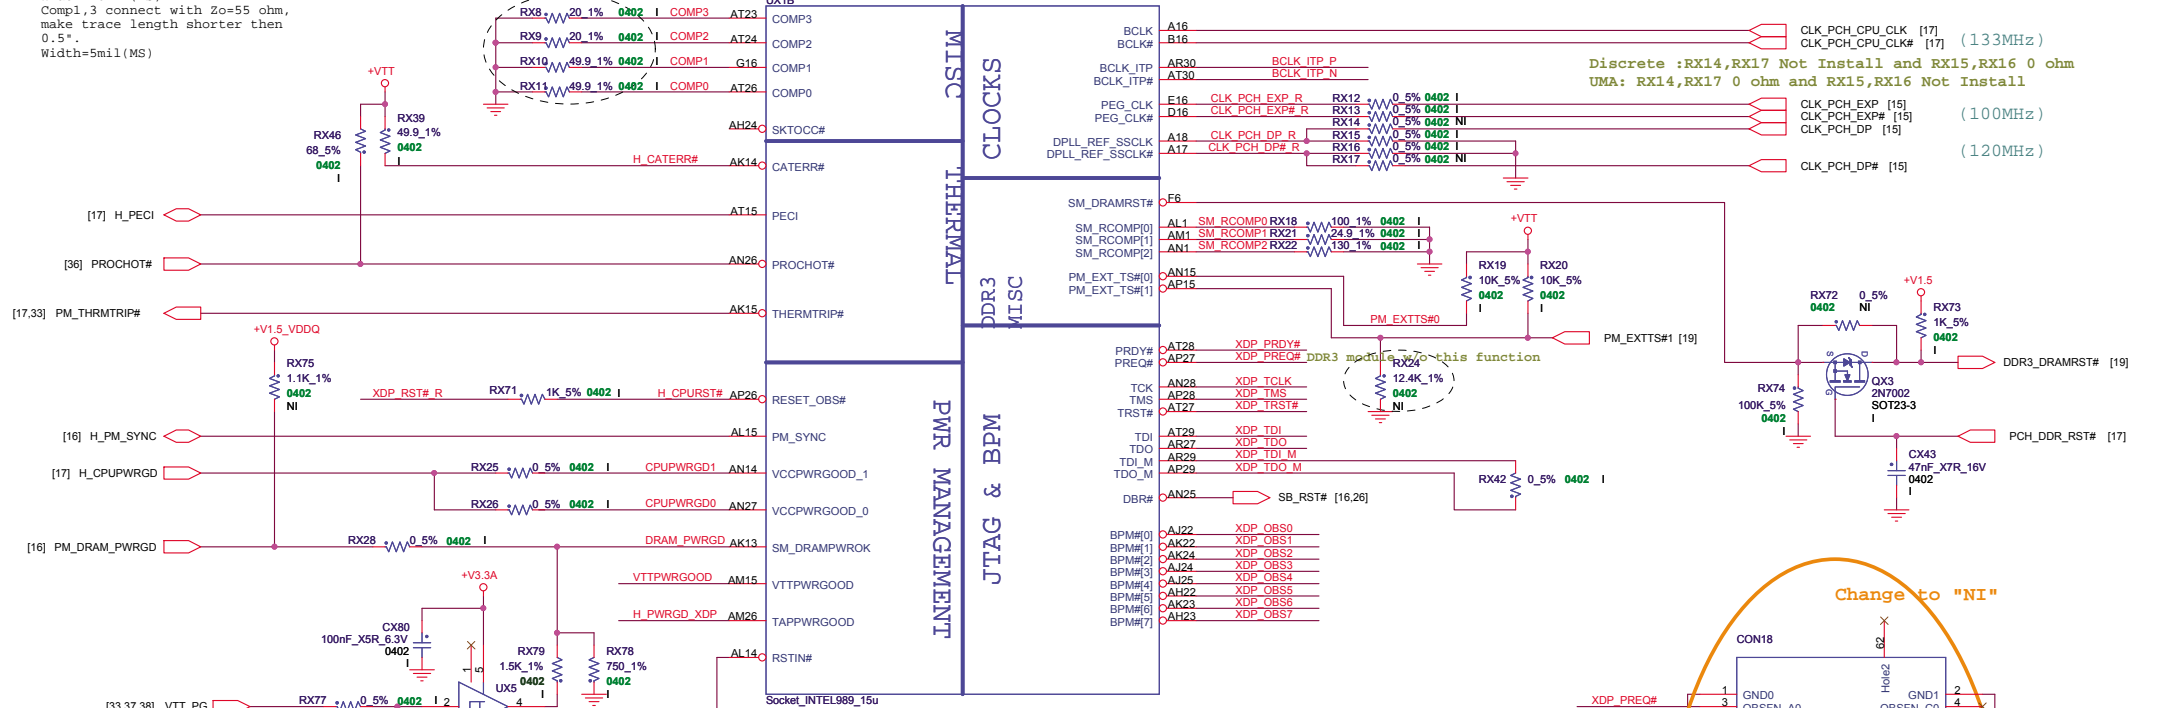 Comp1,3 connect with Zo=55 ohm,
make trace length shorter then
0.5".
Width=5mil(MS)
RX8 20_1% 0402 I COMP3 AT23 COMP3
RX9 20_1% 0402 I COMP2 AT24 COMP2
RX10 49.9_1% 0402 I COMP1 G16 COMP1
RX11 49.9_1% 0402 I COMP0 AT26 COMP0
AH24 SKTOCC#
MISC
+VTT
RX46
68_5%
0402
I
RX39
49.9_1%
0402
I
H_CATERR# AK14 CATERR#
[17] H_PECI AT15 PECI
[36] PROCHOT# AN26 PROCHOT#
[17,33] PM_THRMTRIP# AK15 THERMTRIP#
THERMAL
+V1.5_VDDQ
RX75
1.1K_1%
0402
NI
XDP_RST#_R RX71 1K_5% 0402 I H_CPURST# AP26 RESET_OBS#
[16] H_PM_SYNC AL15 PM_SYNC
[17] H_CPUPWRGD RX25 0_5% 0402 I CPUPWRGD1 AN14 VCCPWRGOOD_1
RX26 0_5% 0402 I CPUPWRGD0 AN27 VCCPWRGOOD_0
[16] PM_DRAM_PWRGD RX28 0_5% 0402 I DRAM_PWRGD AK13 SM_DRAMPWROK
VTTPWRGOOD AM15 VTTPWRGOOD
H_PWRGD_XDP AM26 TAPPWRGOOD
AL14 RSTIN#
PWR MANAGEMENT
+V3.3A
CX80
100nF_X5R_6.3V
0402
I
1
5
RX79
1.5K_1%
0402
I
RX78
750_1%
0402
I
UX5
[33,37,38] VTT_PG RX77 0_5% 0402 I 2 4
Socket_INTEL989_15u
UX1B
CLOCKS
BCLK A16 CLK_PCH_CPU_CLK [17]
BCLK# B16 CLK_PCH_CPU_CLK# [17]
(133MHz)
BCLK_ITP AR30 BCLK_ITP_P
BCLK_ITP# AT30 BCLK_ITP_N
Discrete :RX14,RX17 Not Install and RX15,RX16 0 ohm
UMA: RX14,RX17 0 ohm and RX15,RX16 Not Install
PEG_CLK E16 CLK_PCH_EXP_R RX12 0_5% 0402 I CLK_PCH_EXP [15]
PEG_CLK# D16 CLK_PCH_EXP#_R RX13 0_5% 0402 I CLK_PCH_EXP# [15]
(100MHz)
RX14 0_5% 0402 NI CLK_PCH_DP [15]
DPLL_REF_SSCLK A18 CLK_PCH_DP_R RX15 0_5% 0402 I
DPLL_REF_SSCLK# A17 CLK_PCH_DP#_R RX16 0_5% 0402 I
(120MHz)
RX17 0_5% 0402 NI CLK_PCH_DP# [15]
SM_DRAMRST# F6
SM_RCOMP[0] AL1 SM_RCOMP0 RX18 100_1% 0402 I
SM_RCOMP[1] AM1 SM_RCOMP1 RX21 24.9_1% 0402 I
SM_RCOMP[2] AN1 SM_RCOMP2 RX22 130_1% 0402 I
DDR3
MISC
PM_EXT_TS#[0] AN15
PM_EXT_TS#[1] AP15
+VTT
RX19
10K_5%
0402
I
RX20
10K_5%
0402
I
PM_EXTTS#0
PM_EXTTS#1 [19]
DDR3 module w/o this function
RX24
12.4K_1%
0402
NI
JTAG & BPM
PRDY# AT28 XDP_PRDY#
PREQ# AP27 XDP_PREQ#
TCK AN28 XDP_TCLK
TMS AP28 XDP_TMS
TRST# AT27 XDP_TRST#
TDI AT29 XDP_TDI
TDO AR27 XDP_TDO
TDI_M AR29 XDP_TDI_M
TDO_M AP29 XDP_TDO_M
RX42 0_5% 0402 I
DBR# AN25 SB_RST# [16,26]
BPM#[0] AJ22 XDP_OBS0
BPM#[1] AK22 XDP_OBS1
BPM#[2] AK24 XDP_OBS2
BPM#[3] AJ24 XDP_OBS3
BPM#[4] AJ25 XDP_OBS4
BPM#[5] AH22 XDP_OBS5
BPM#[6] AK23 XDP_OBS6
BPM#[7] AH23 XDP_OBS7
RX72 0_5%
0402 NI
+V1.5
RX73
1K_5%
0402
I
S D G
DDR3_DRAMRST# [19]
RX74
100K_5%
0402
I
QX3
2N7002
SOT23-3
I
PCH_DDR_RST# [17]
CX43
47nF_X7R_16V
0402
I
Change to "NI"
CON18
62
Hole2
XDP_PREQ# 1 GND0 GND1 2
3 OBSFN_A0 OBSFN_C0 4